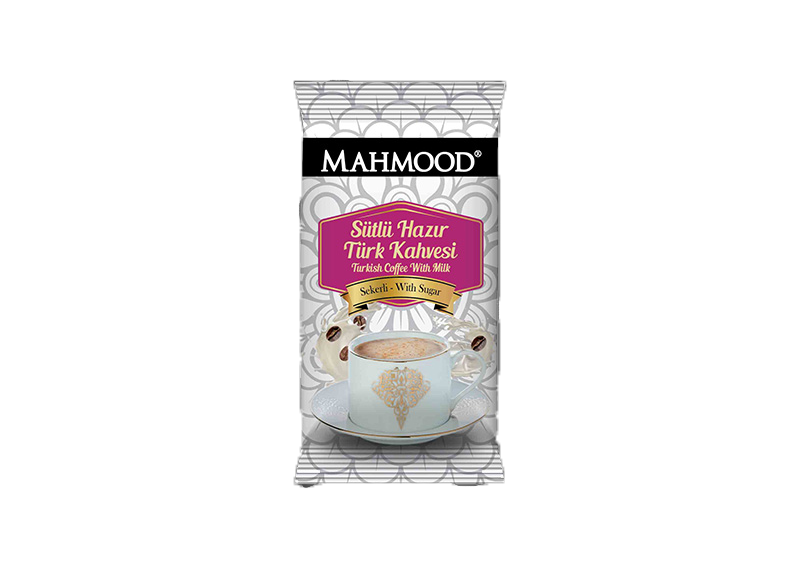 MAHMOOD®
Sütlü Hazır
Türk Kahvesi
Turkish Coffee With Milk
Şekerli - With Sugar